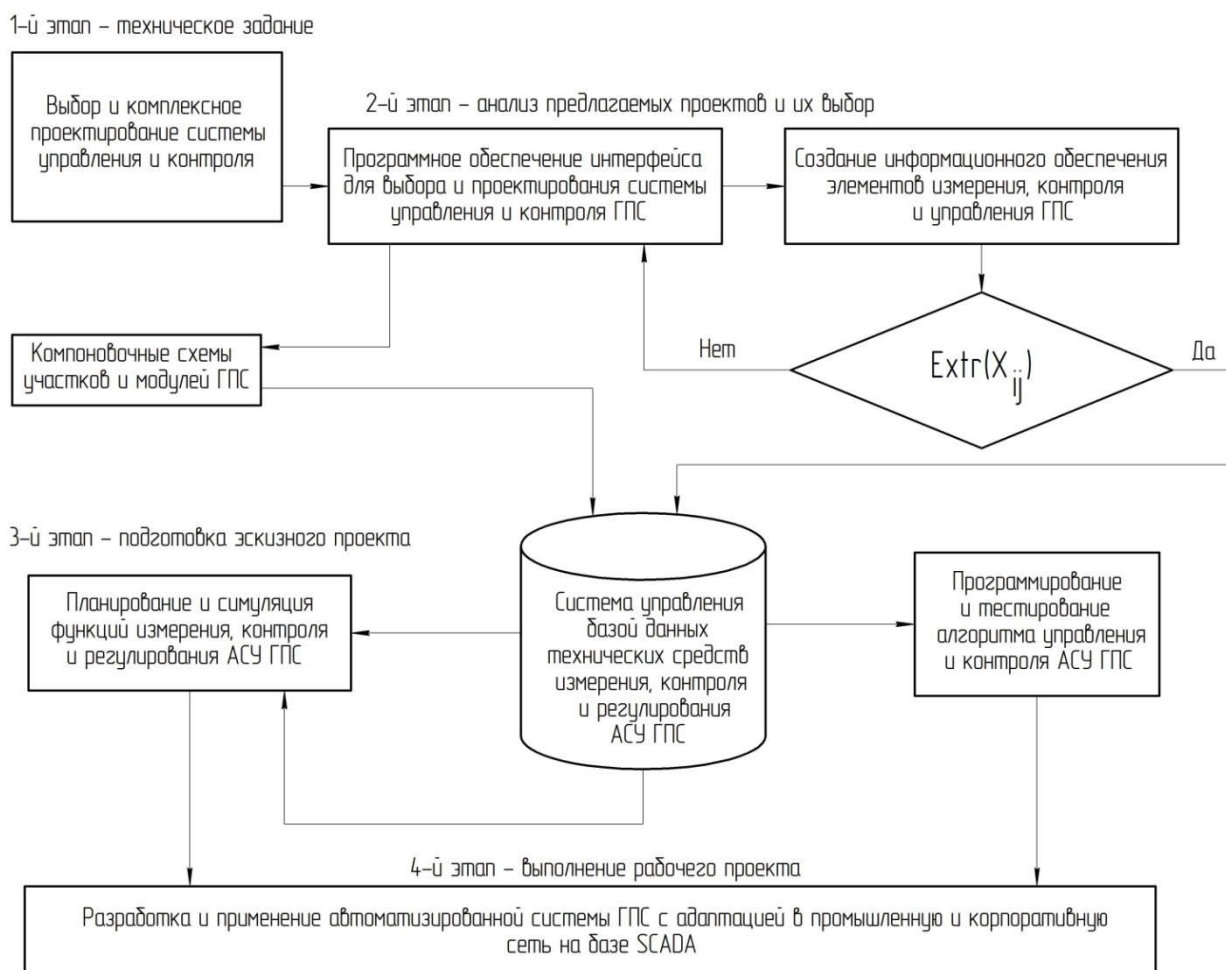 1-й этап - техническое задание
Выбор и комплексное
проектирование системы
управления и контроля
2-й этап - анализ предлагаемых проектов и их выбор
Программное обеспечение интерфейса
для выбора и проектирования системы
управления и контроля ГПС
Создание информационного обеспечения
элементов измерения, контроля
и управления ГПС
Компоновочные схемы
участков и модулей ГПС
Нет
Extr(X ij)
Да
3-й этап - подготовка эскизного проекта
Планирование и симуляция
функций измерения, контроля
и регулирования АСУ ГПС
Система управления
базой данных
технических средств
измерения, контроля
и регулирования
АСУ ГПС
Программирование
и тестирование
алгоритма управления
и контроля АСУ ГПС
4-й этап - выполнение рабочего проекта
Разработка и применение автоматизированной системы ГПС с адаптацией в промышленную и корпоративную
сеть на базе SCADA